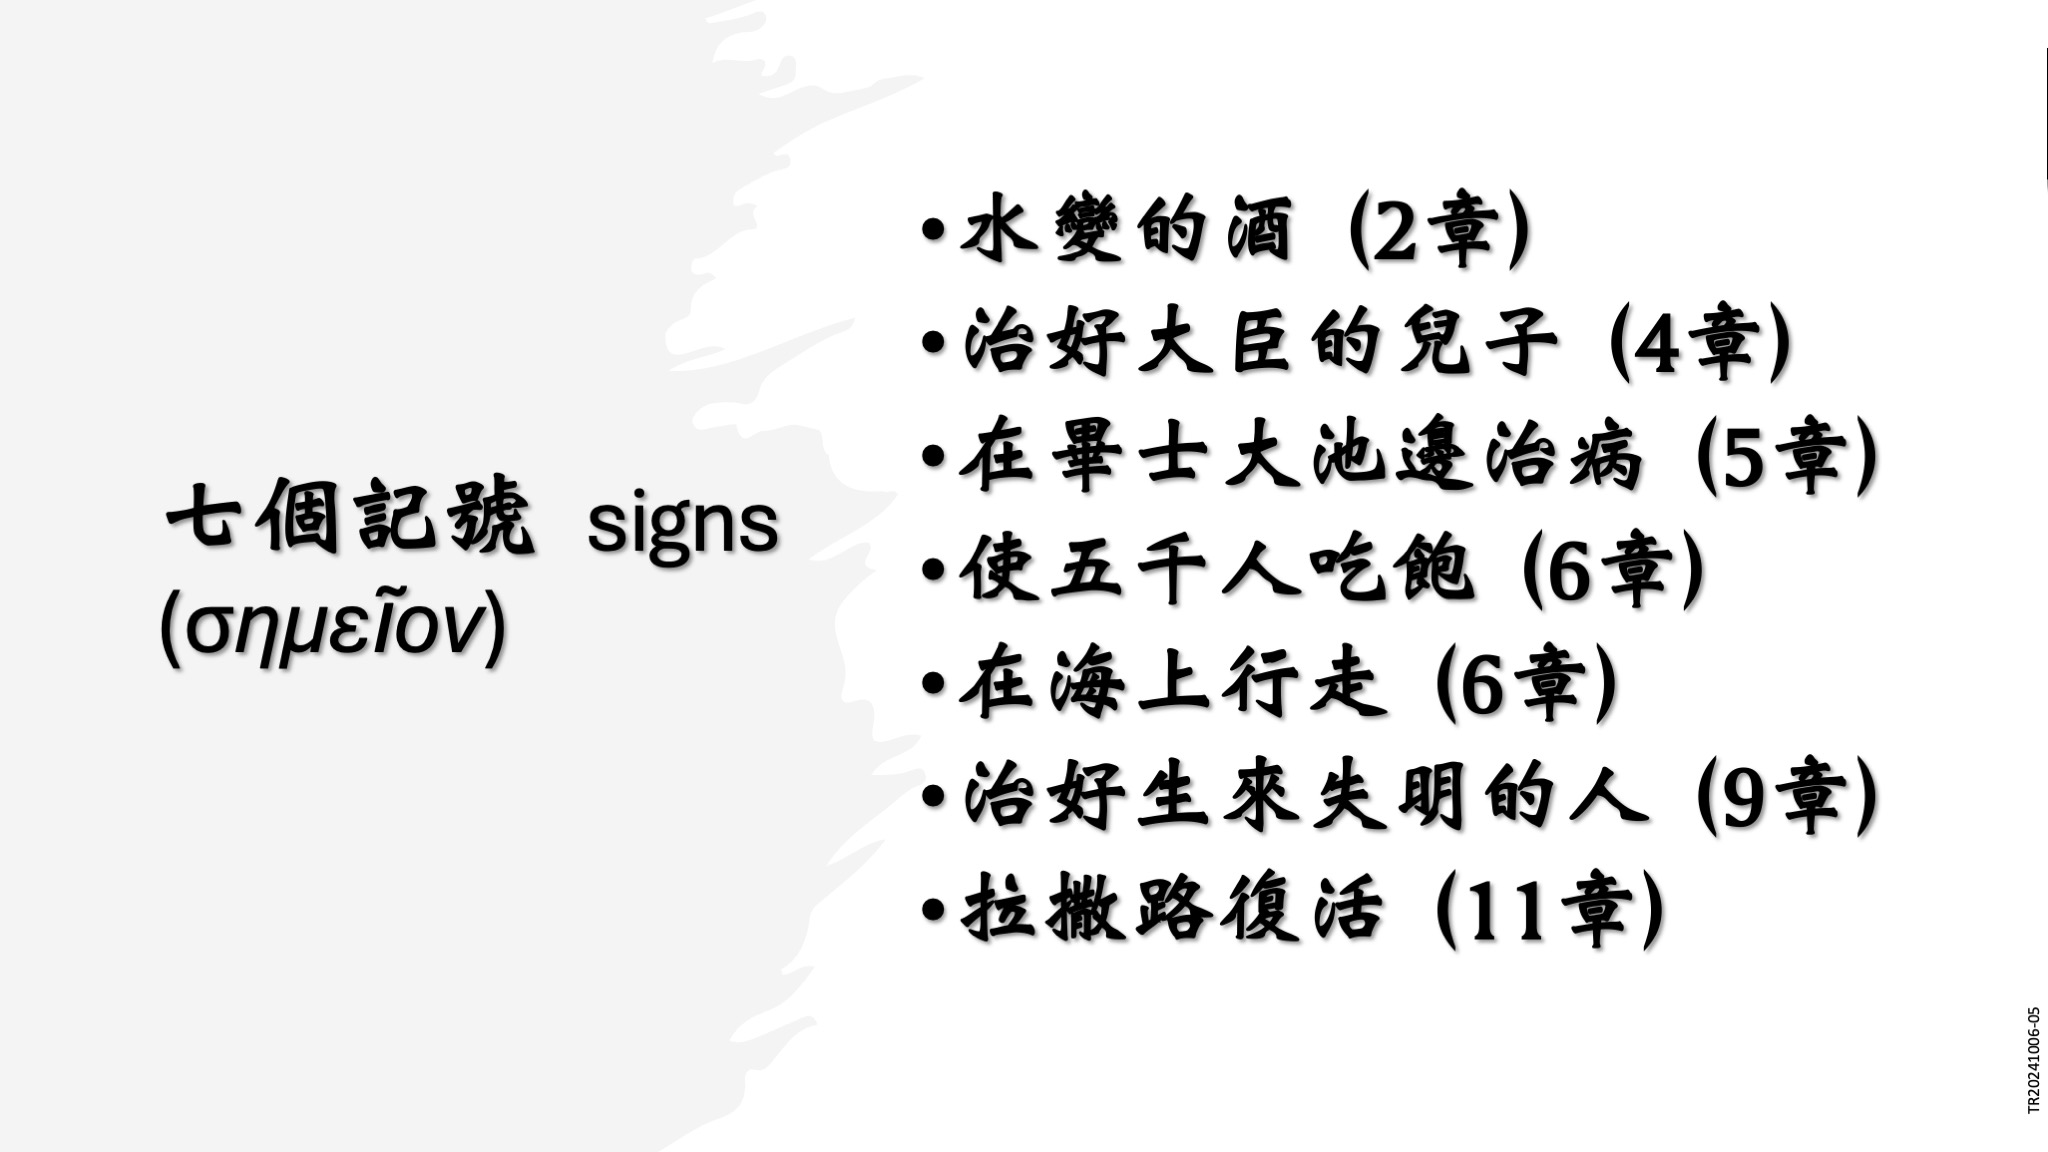 七個記號 signs
(σημεῖον)
•水變的酒 (2章)
•治好大臣的兒子 (4章)
•在畢士大池邊治病 (5章)
•使五千人吃飽 (6章)
•在海上行走 (6章)
•治好生來失明的人 (9章)
•拉撒路復活 (11章)
TR20241006-05